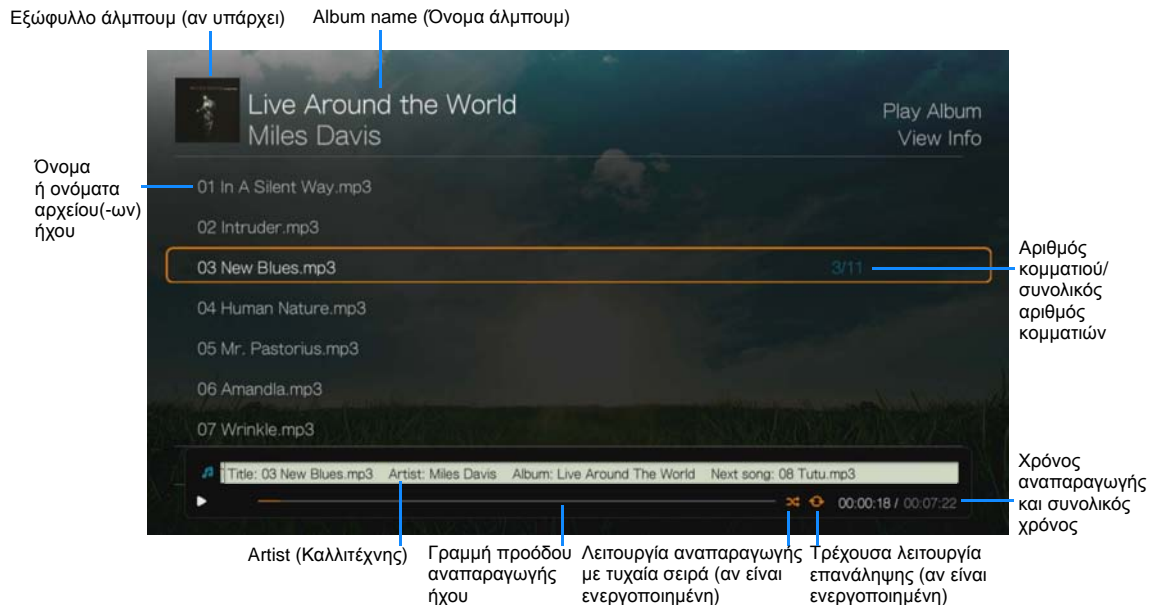 Εξώφυλλο άλμπουμ (αν υπάρχει)
Album name (Όνομα άλμπουμ)
Live Around the World
Miles Davis
Play Album
View Info
Όνομα
ή ονόματα
αρχείου(-ων)
ήχου
01 In A Silent Way.mp3
02 Intruder.mp3
03 New Blues.mp3
3/11
04 Human Nature.mp3
05 Mr. Pastorius.mp3
06 Amandla.mp3
07 Wrinkle.mp3
Αριθμός
κομματιού/
συνολικός
αριθμός
κομματιών
Title: 03 New Blues.mp3 Artist: Miles Davis Album: Live Around The World Next song: 08 Tutu.mp3
00:00:18 / 00:07:22
Χρόνος
αναπαραγωγής
και συνολικός
χρόνος
Artist (Καλλιτέχνης)
Γραμμή προόδου
αναπαραγωγής
ήχου
Λειτουργία αναπαραγωγής
με τυχαία σειρά (αν είναι
ενεργοποιημένη)
Τρέχουσα λειτουργία
επανάληψης (αν είναι
ενεργοποιημένη)